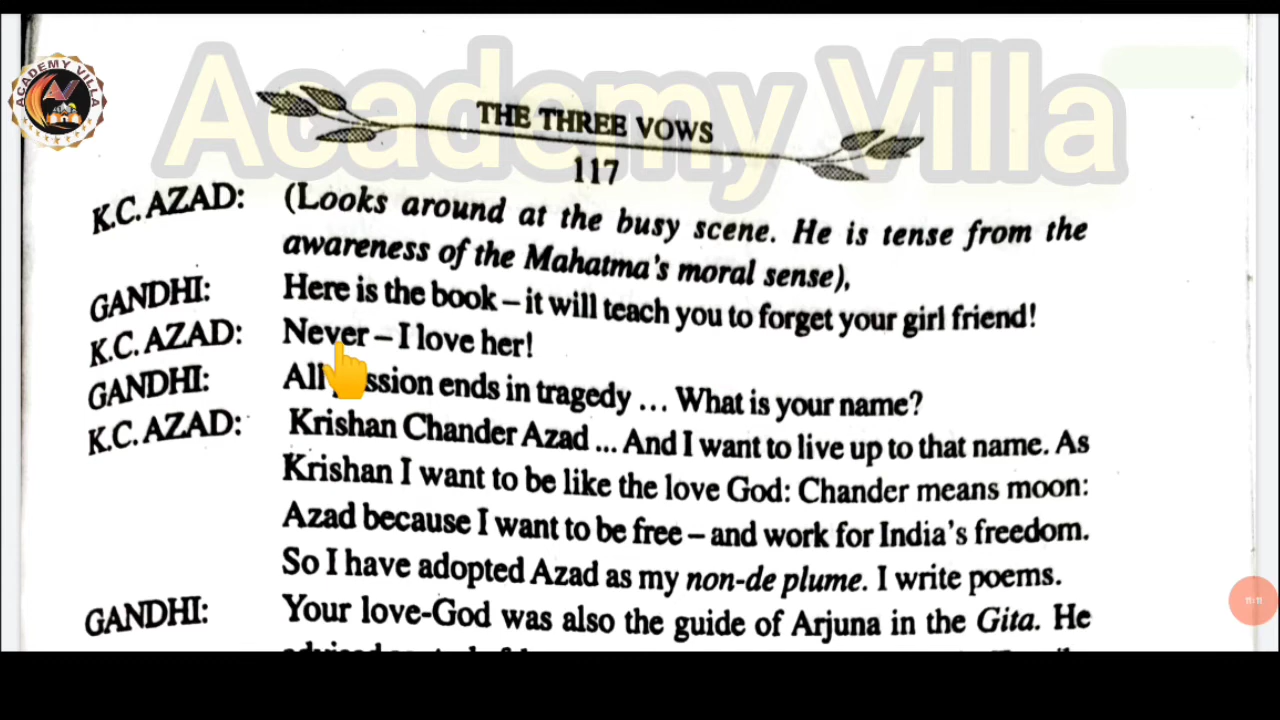 Academy Villa
ACADEMY VILLA
THE THREE VOWS
117
K.C. AZAD: (Looks around at the busy scene. He is tense from the
awareness of the Mahatma's moral sense),
GANDHI: Here is the book – it will teach you to forget your girl friend!
K.C. AZAD: Never – I love her!
GANDHI: All ssion ends in tragedy ... What is your name?
K.C. AZAD: Krishan Chander Azad ... And I want to live up to that name. As
Krishan I want to be like the love God: Chander means moon:
Azad because I want to be free – and work for India's freedom.
So I have adopted Azad as my non-de plume. I write poems.
GANDHI: Your love-God was also the guide of Arjuna in the Gita. He
11:11